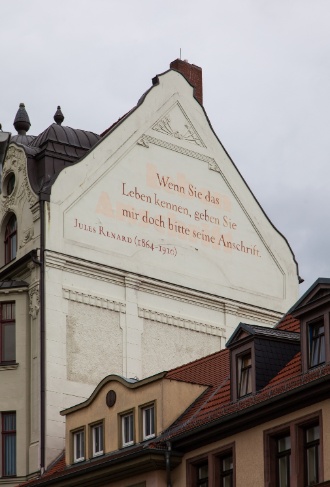 Wenn Sie das
Leben kennen, geben Sie
mir doch bitte seine Anschrift.
JULES RENARD (1864-1910)